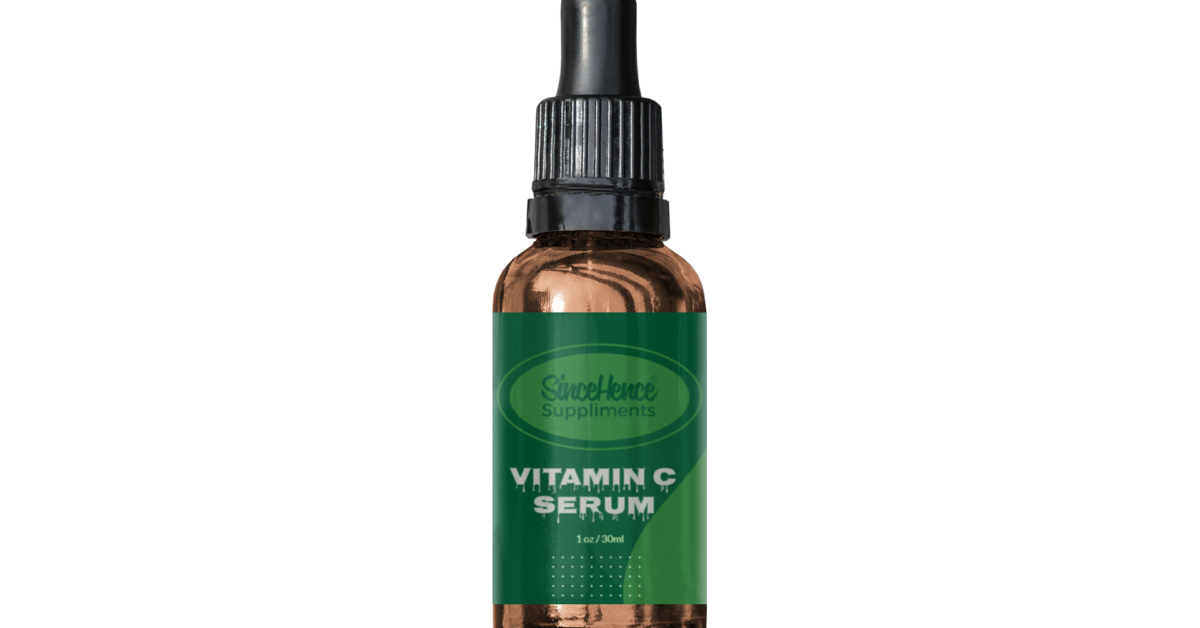 SinceHence
Suppliments
VITAMIN C
SERUM
1 oz / 30ml